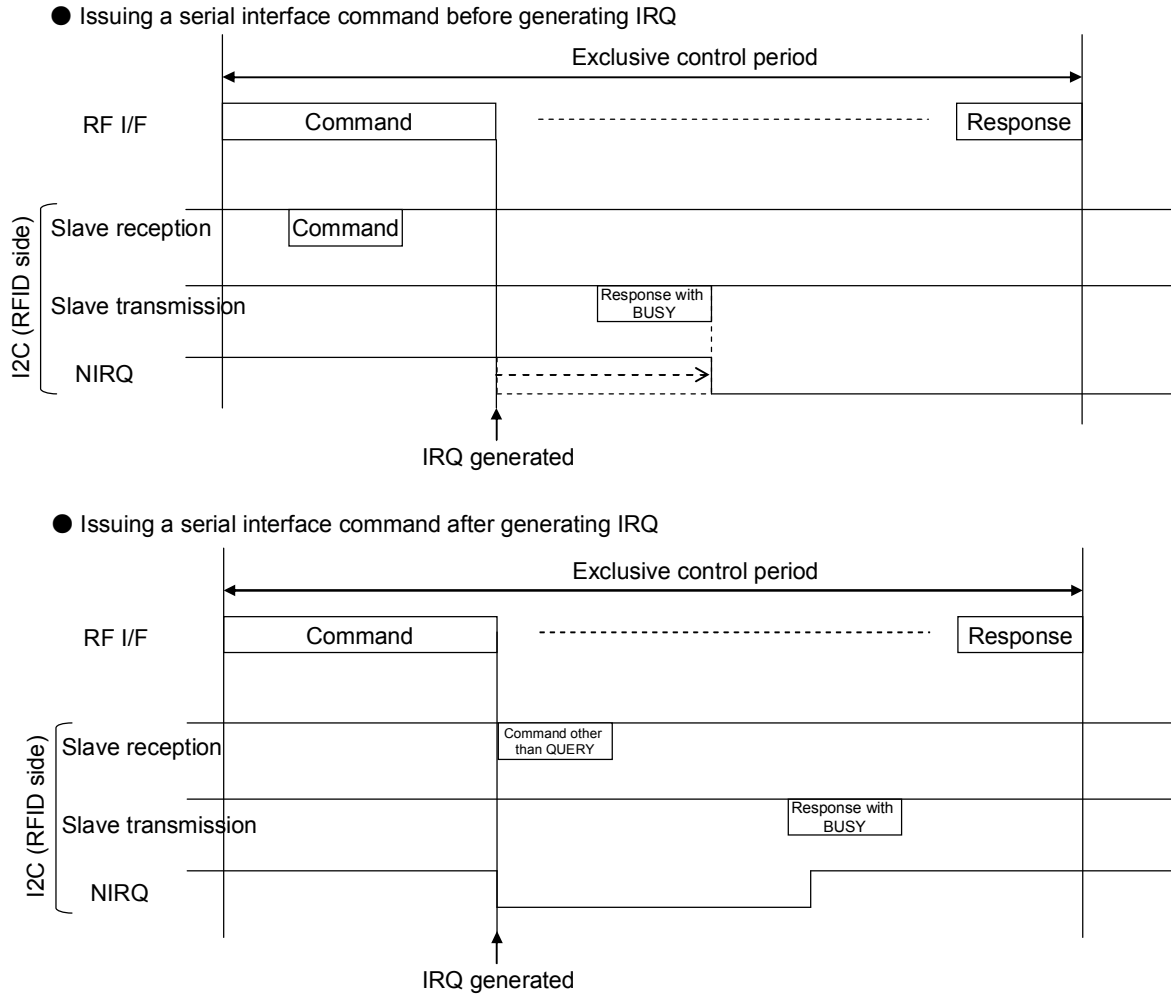 ● Issuing a serial interface command before generating IRQ
Exclusive control period
RF I/F
Command
Response
I2C (RFID side)
Slave reception
Command
Slave transmission
Response with
BUSY
NIRQ
IRQ generated
● Issuing a serial interface command after generating IRQ
Exclusive control period
RF I/F
Command
Response
I2C (RFID side)
Slave reception
Command other
than QUERY
Slave transmission
Response with
BUSY
NIRQ
IRQ generated